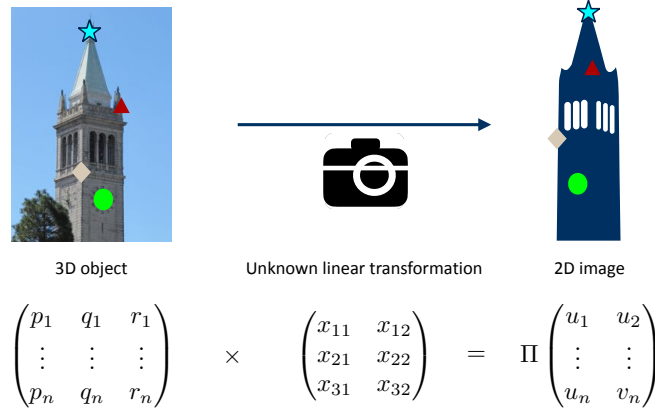 3D object
Unknown linear transformation
2D image
p₁ q₁ r₁ × x₁₁ x₁₂ = Π u₁ u₂
⋮ ⋮ ⋮ x₂₁ x₂₂ ⋮ ⋮
pₙ qₙ rₙ x₃₁ x₃₂ uₙ vₙ